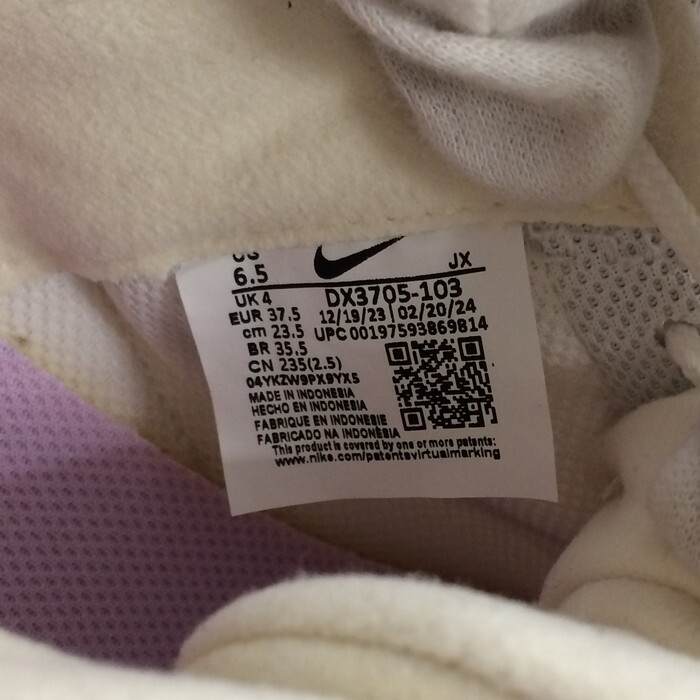 US
6.5
JX
UK 4
DX3705-103
EUR 37.5
12/19/23 | 02/20/24
cm 23.5
UPC 00197593869814
BR 35.5
CN 235(2.5)
04YKZW9PX9YX5
MADE IN INDONESIA
HECHO EN INDONESIA
FABRIQUE EN INDONESIE
FABRICADO NA INDONÈSIA
This product is covered by one or more patents:
www.nike.com/patentsvirtualmarking